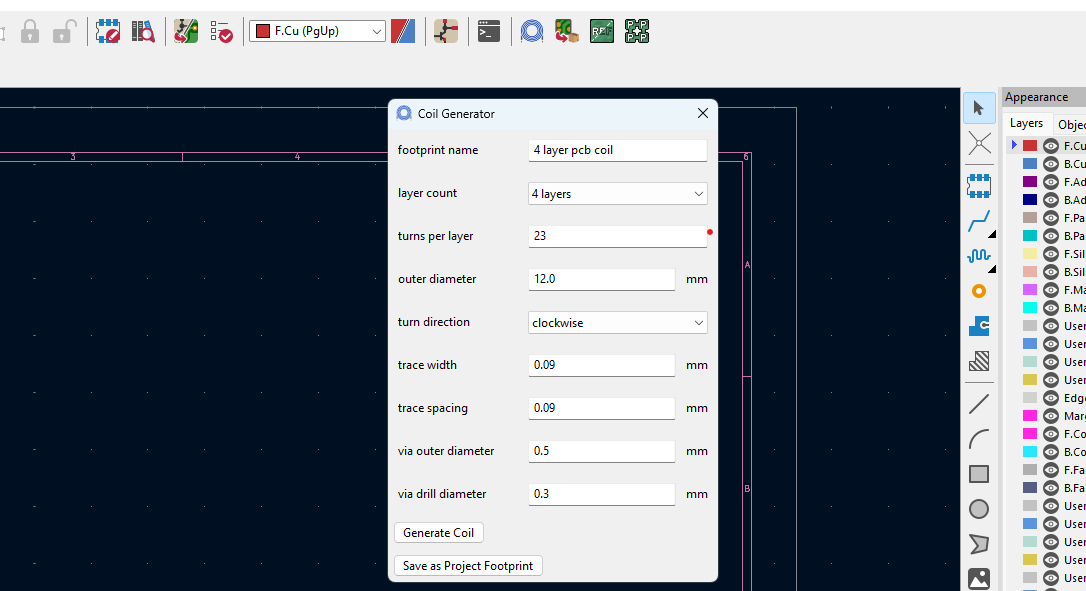 F.Cu (PgUp)
REF
P P
P P
Appearance
Coil Generator
Layers Objec
footprint name 4 layer pcb coil
F.Cu
3 4 6
B.Cu
F.Ad
layer count 4 layers
B.Ad
F.Pa
turns per layer 23
B.Pa
F.Sil
A
B.Sil
outer diameter 12.0 mm
F.Ma
B.Ma
turn direction clockwise
User
User
User
trace width 0.09 mm
User
Edge
trace spacing 0.09 mm
Marg
F.Co
B.Co
via outer diameter 0.5 mm
F.Fa
B
B.Fa
via drill diameter 0.3 mm
User
User
Generate Coil
User
User
Save as Project Footprint
User